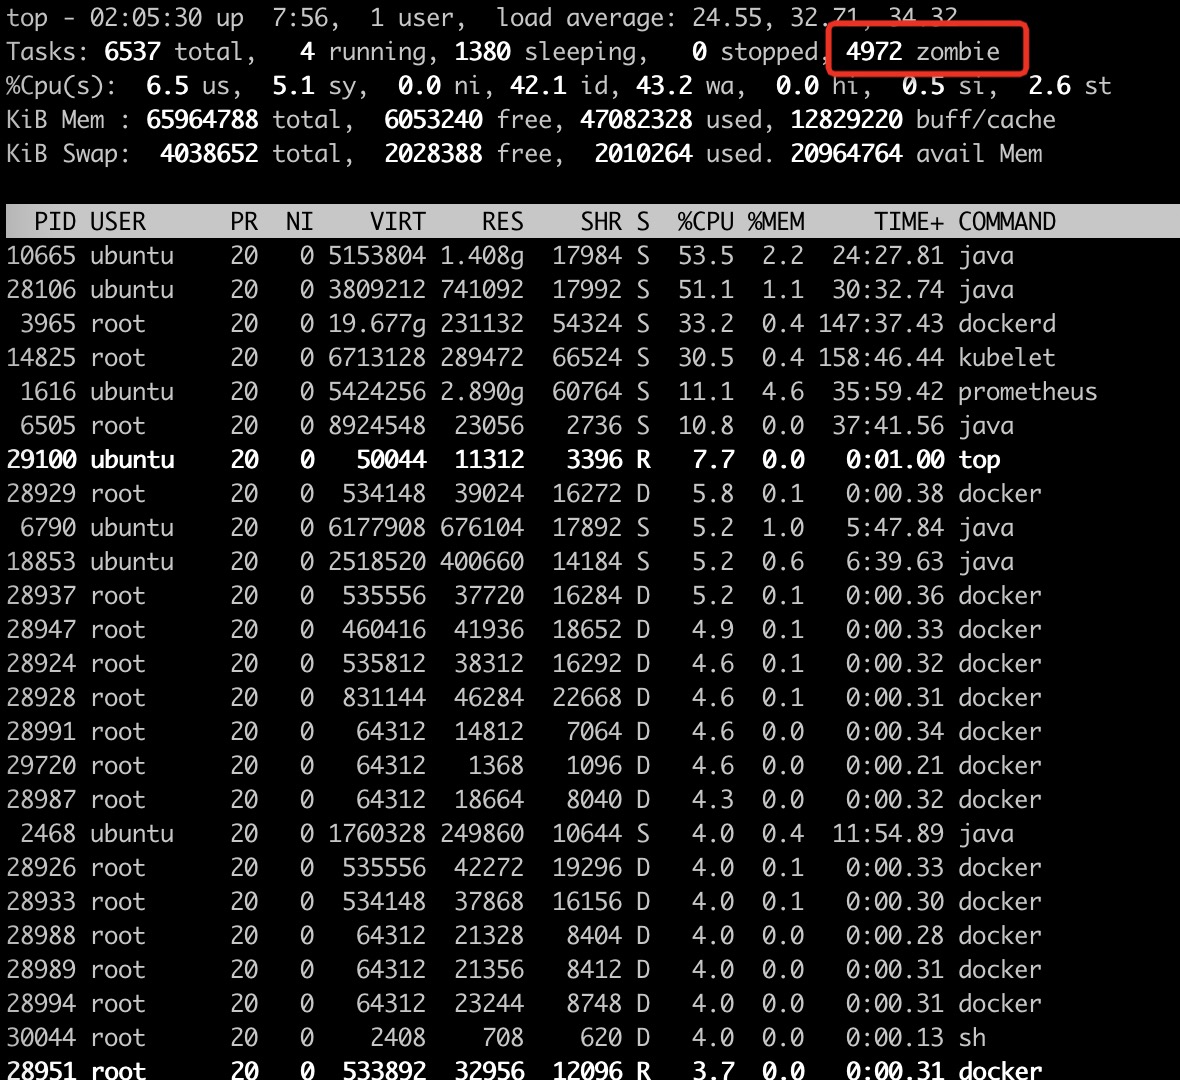 top - 02:05:30 up  7:56,  1 user,  load average: 24.55, 32.71, 34.32
Tasks: 6537 total,   4 running, 1380 sleeping,   0 stopped, 4972 zombie
%Cpu(s):  6.5 us,  5.1 sy,  0.0 ni, 42.1 id, 43.2 wa,  0.0 hi,  0.5 si,  2.6 st
KiB Mem : 65964788 total,  6053240 free, 47082328 used, 12829220 buff/cache
KiB Swap:  4038652 total,  2028388 free,  2010264 used. 20964764 avail Mem
PID USER      PR  NI    VIRT    RES    SHR S  %CPU %MEM     TIME+ COMMAND
10665 ubuntu    20   0 5153804 1.408g  17984 S  53.5  2.2  24:27.81 java
28106 ubuntu    20   0 3809212 741092  17992 S  51.1  1.1  30:32.74 java
3965 root      20   0 19.677g 231132  54324 S  33.2  0.4 147:37.43 dockerd
14825 root      20   0 6713128 289472  66524 S  30.5  0.4 158:46.44 kubelet
1616 ubuntu    20   0 5424256 2.890g  60764 S  11.1  4.6  35:59.42 prometheus
6505 root      20   0 8924548  23056   2736 S  10.8  0.0  37:41.56 java
29100 ubuntu    20   0   50044  11312   3396 R   7.7  0.0   0:01.00 top
28929 root      20   0  534148  39024  16272 D   5.8  0.1   0:00.38 docker
6790 ubuntu    20   0 6177908 676104  17892 S   5.2  1.0   5:47.84 java
18853 ubuntu    20   0 2518520 400660  14184 S   5.2  0.6   6:39.63 java
28937 root      20   0  535556  37720  16284 D   5.2  0.1   0:00.36 docker
28947 root      20   0  460416  41936  18652 D   4.9  0.1   0:00.33 docker
28924 root      20   0  535812  38312  16292 D   4.6  0.1   0:00.32 docker
28928 root      20   0  831144  46284  22668 D   4.6  0.1   0:00.31 docker
28991 root      20   0   64312  14812   7064 D   4.6  0.0   0:00.34 docker
29720 root      20   0   64312   1368   1096 D   4.6  0.0   0:00.21 docker
28987 root      20   0   64312  18664   8040 D   4.3  0.0   0:00.32 docker
2468 ubuntu    20   0 1760328 249860  10644 S   4.0  0.4  11:54.89 java
28926 root      20   0  535556  42272  19296 D   4.0  0.1   0:00.33 docker
28933 root      20   0  534148  37868  16156 D   4.0  0.1   0:00.30 docker
28988 root      20   0   64312  21328   8404 D   4.0  0.0   0:00.28 docker
28989 root      20   0   64312  21356   8412 D   4.0  0.0   0:00.31 docker
28994 root      20   0   64312  23244   8748 D   4.0  0.0   0:00.31 docker
30044 root      20   0    2408    708    620 D   4.0  0.0   0:00.13 sh
28951 root      20   0  533892  32956  12096 R   3.7  0.0   0:00.31 docker